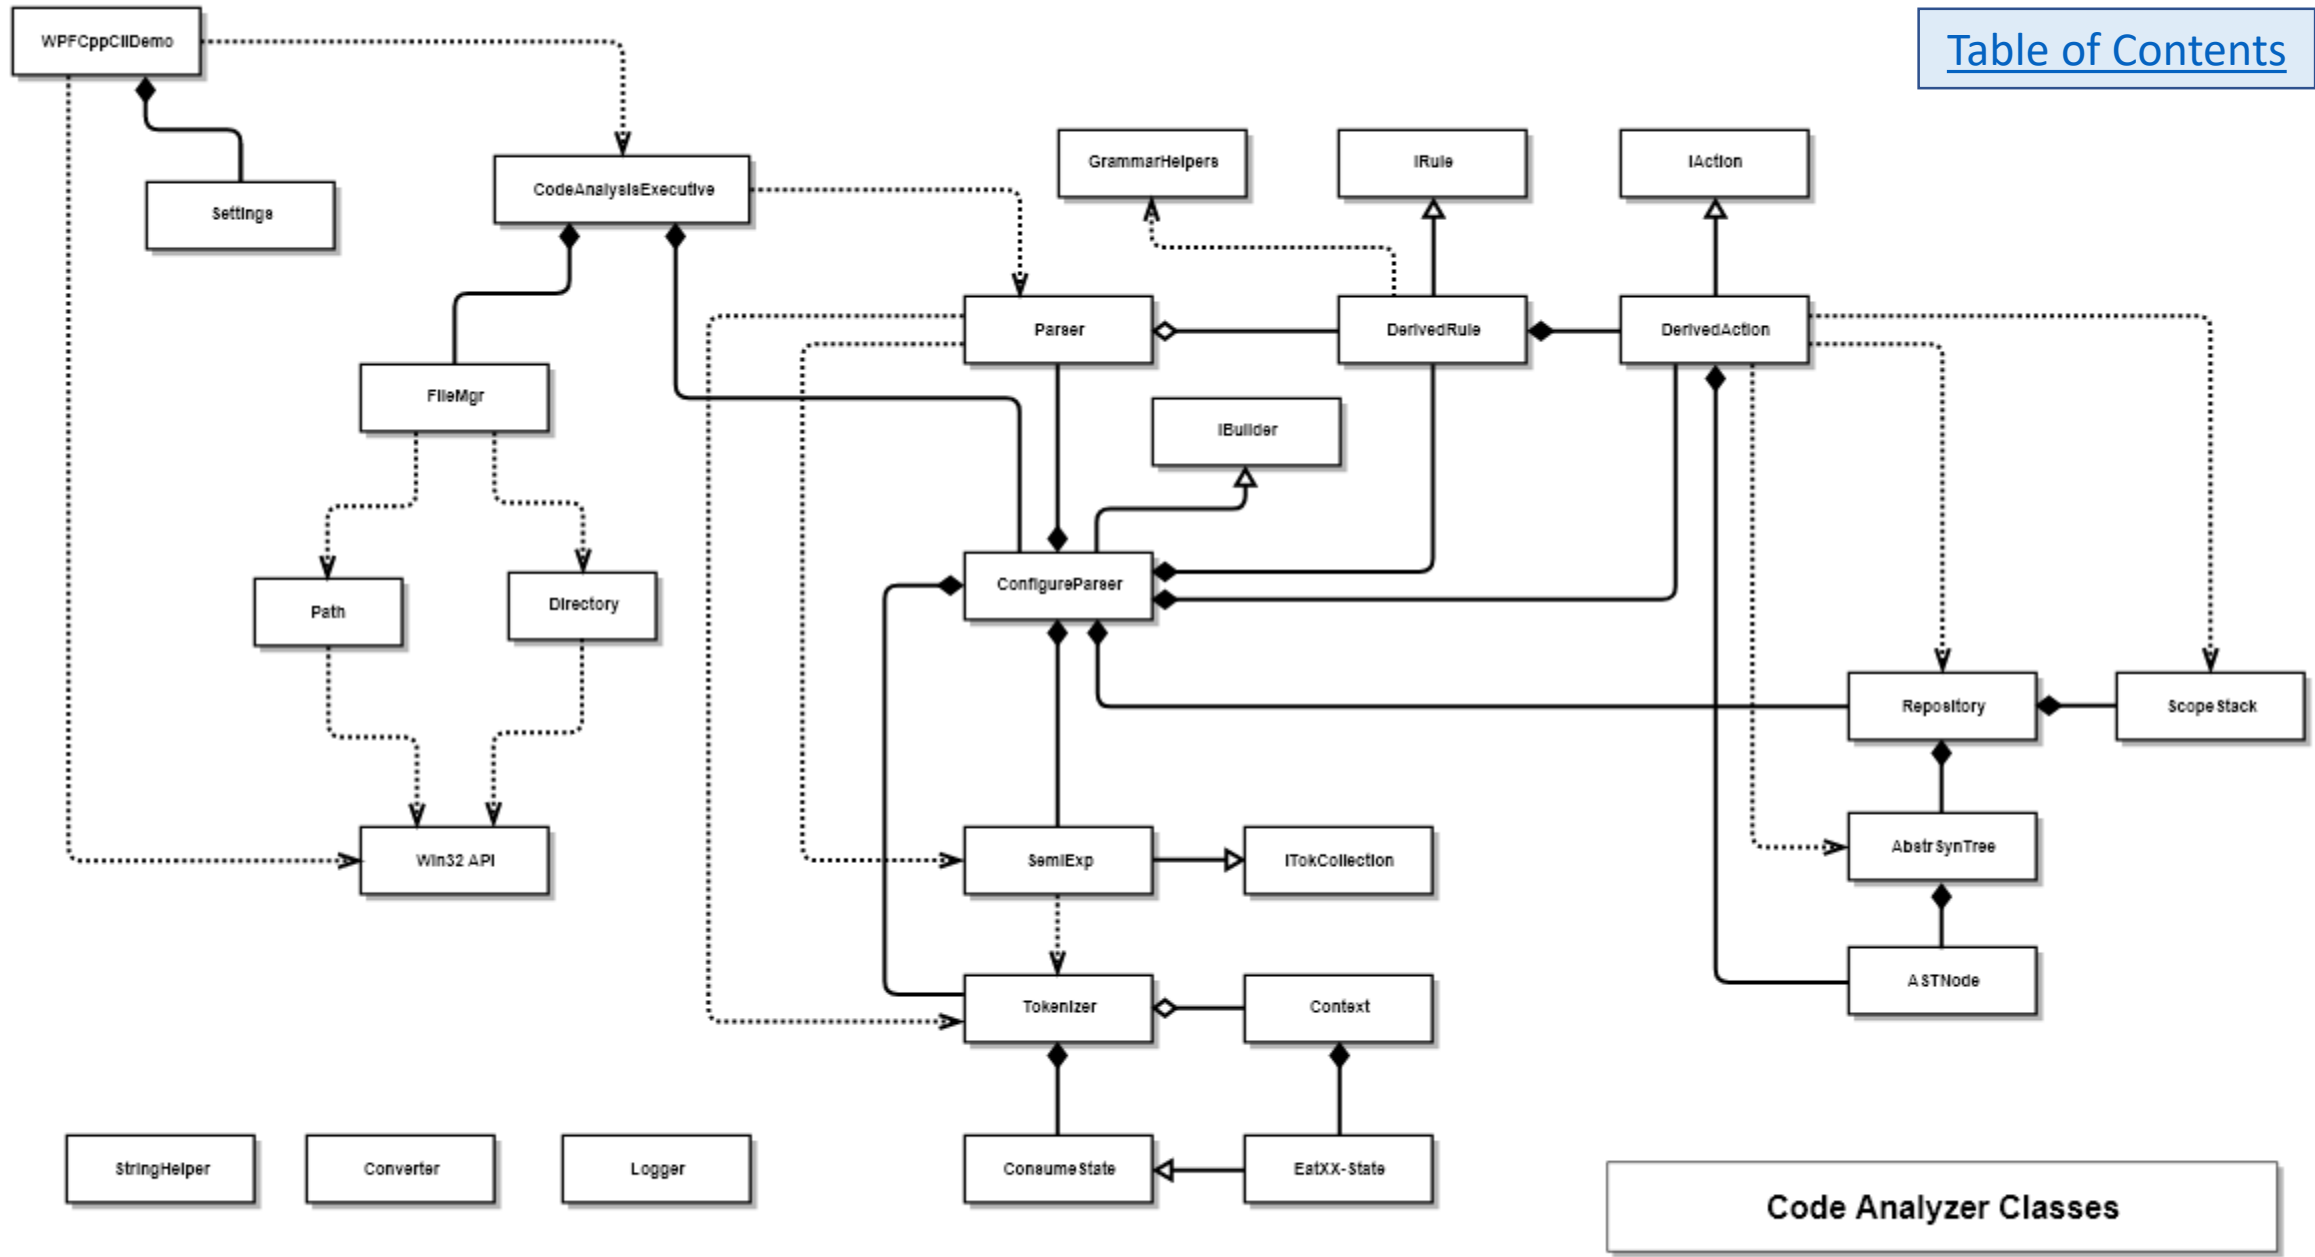 WPFCppCliDemo
Table of Contents
GrammarHelpers
IRule
IAction
CodeAnalysisExecutive
Settings
Parser
DerivedRule
DerivedAction
FileMgr
IBuilder
ConfigureParser
Path
Directory
Repository
ScopeStack
Win32 API
SemiExp
ITokCollection
AbstrSynTree
ASTNode
Tokenizer
Context
StringHelper
Converter
Logger
ConsumeState
EatXX-State
Code Analyzer Classes